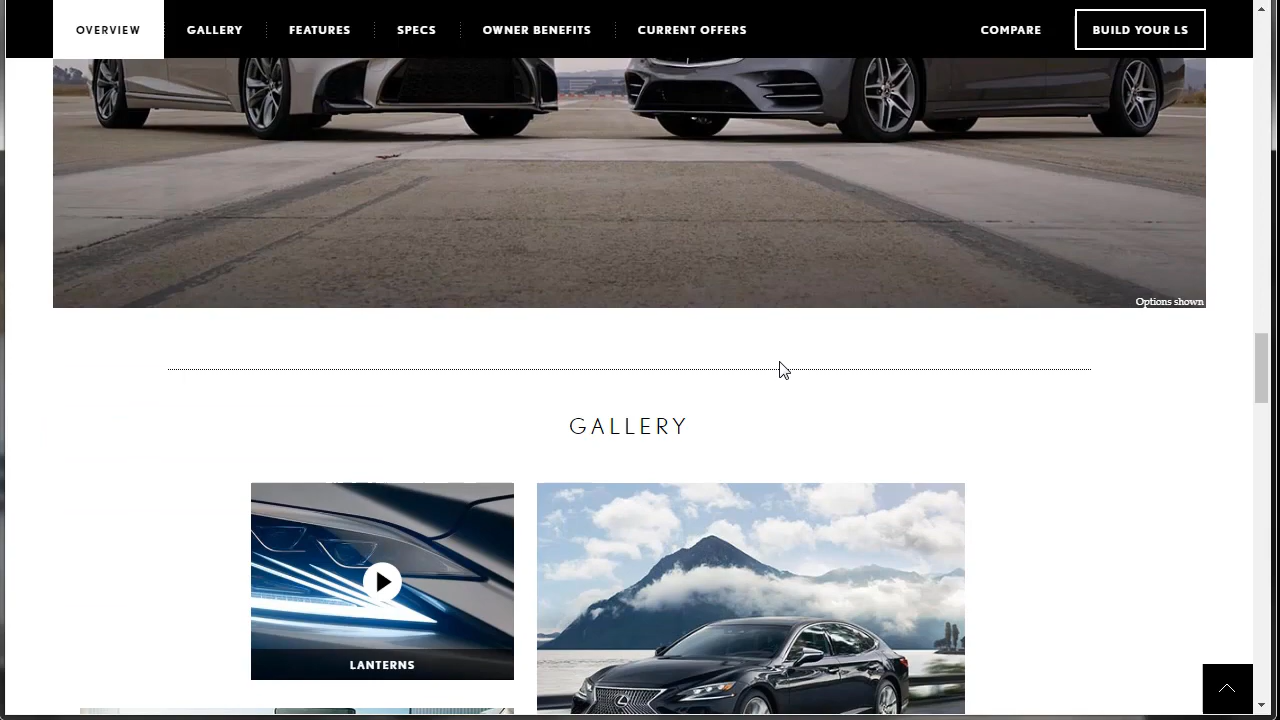 OVERVIEW
GALLERY
FEATURES
SPECS
OWNER BENEFITS
CURRENT OFFERS
COMPARE
BUILD YOUR LS
Options shown
GALLERY
LANTERNS